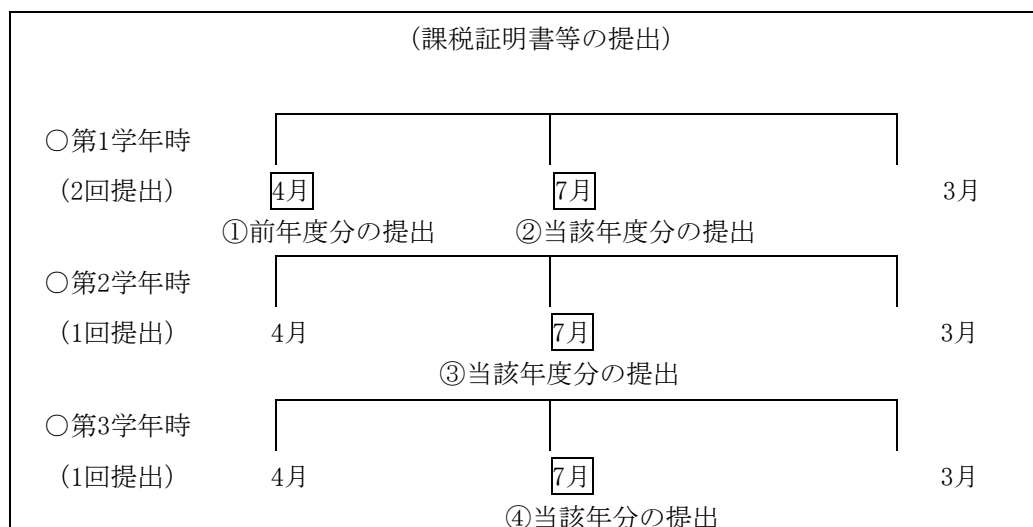 (課税証明書等の提出)
○第1学年時
(2回提出) 4月 7月 3月
①前年度分の提出 ②当該年度分の提出
○第2学年時
(1回提出) 4月 7月 3月
③当該年度分の提出
○第3学年時
(1回提出) 4月 7月 3月
④当該年分の提出